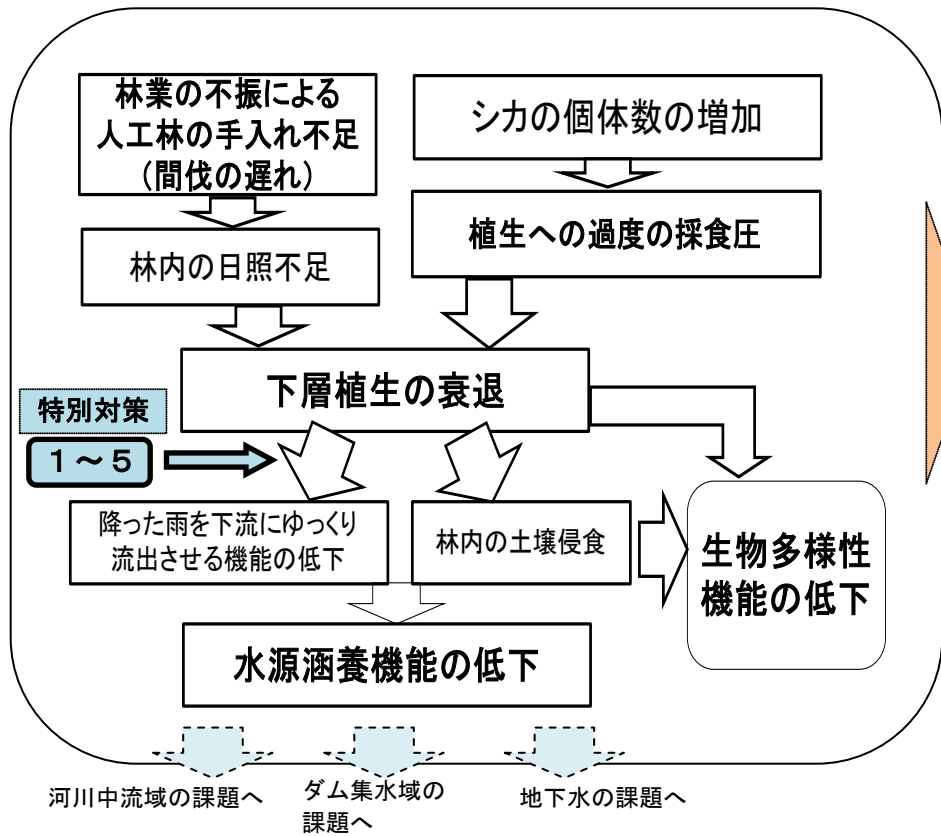 林業の不振による
人工林の手入れ不足
（間伐の遅れ）
シカの個体数の増加
林内の日照不足
植生への過度の採食圧
下層植生の衰退
特別対策
１～５
降った雨を下流にゆっくり
流出させる機能の低下
林内の土壌侵食
生物多様性
機能の低下
水源涵養機能の低下
河川中流域の課題へ
ダム集水域の
課題へ
地下水の課題へ